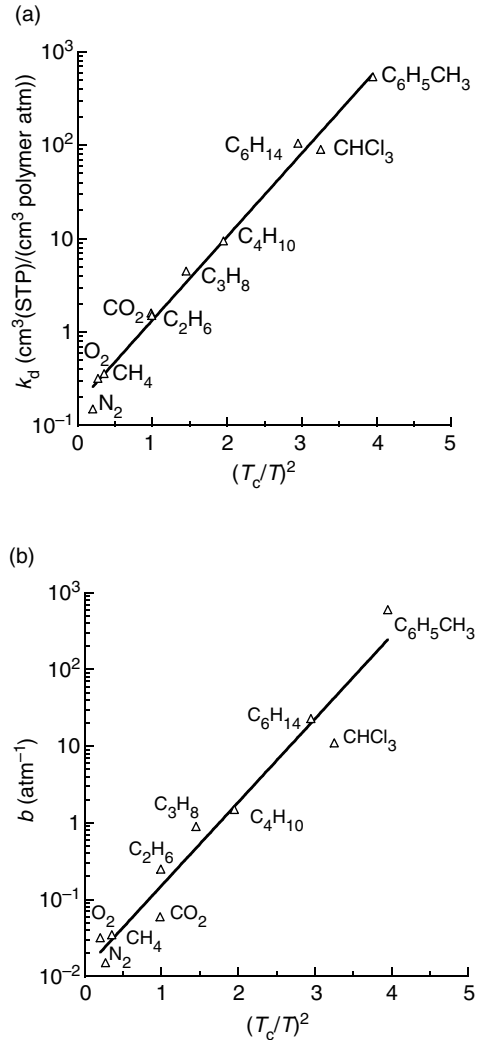 (a)
k_d (cm³(STP)/(cm³ polymer atm))
10³
10²
10
1
10⁻¹
C₆H₅CH₃
C₆H₁₄
CHCl₃
C₄H₁₀
C₃H₈
CO₂
C₂H₆
O₂
CH₄
N₂
0 1 2 3 4 5
(T_c/T)²
(b)
b (atm⁻¹)
10³
10²
10
1
10⁻¹
10⁻²
C₆H₅CH₃
C₆H₁₄
CHCl₃
C₃H₈
C₄H₁₀
C₂H₆
O₂
CO₂
CH₄
N₂
0 1 2 3 4 5
(T_c/T)²